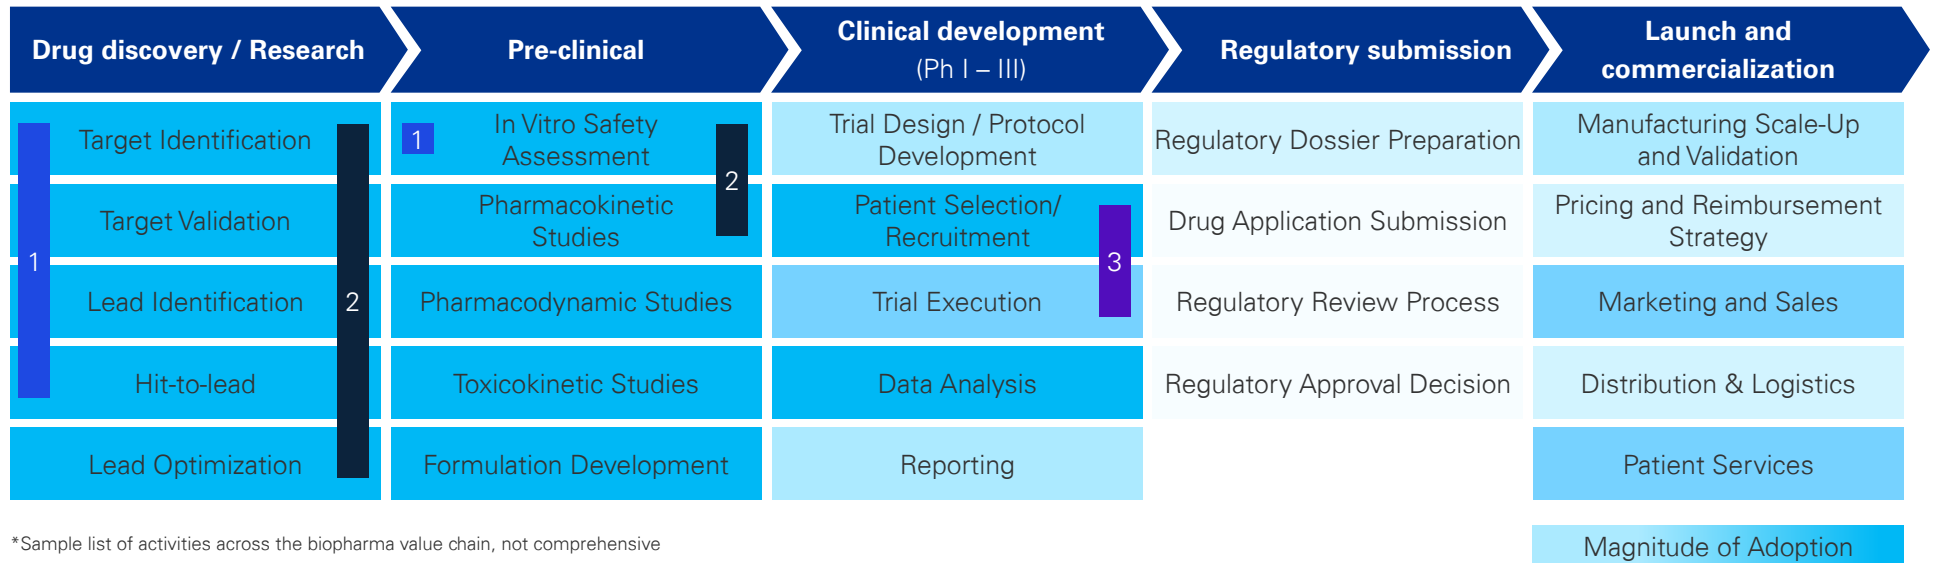 Drug discovery / Research
Pre-clinical
Clinical development
(Ph I – III)
Regulatory submission
Launch and
commercialization
1
Target Identification
Target Validation
Lead Identification
Hit-to-lead
Lead Optimization
2
1
In Vitro Safety
Assessment
2
Pharmacokinetic
Studies
Pharmacodynamic Studies
Toxicokinetic Studies
Formulation Development
Trial Design / Protocol
Development
Patient Selection/
Recruitment
3
Trial Execution
Data Analysis
Reporting
Regulatory Dossier Preparation
Drug Application Submission
Regulatory Review Process
Regulatory Approval Decision
Manufacturing Scale-Up
and Validation
Pricing and Reimbursement
Strategy
Marketing and Sales
Distribution & Logistics
Patient Services
*Sample list of activities across the biopharma value chain, not comprehensive
Magnitude of Adoption